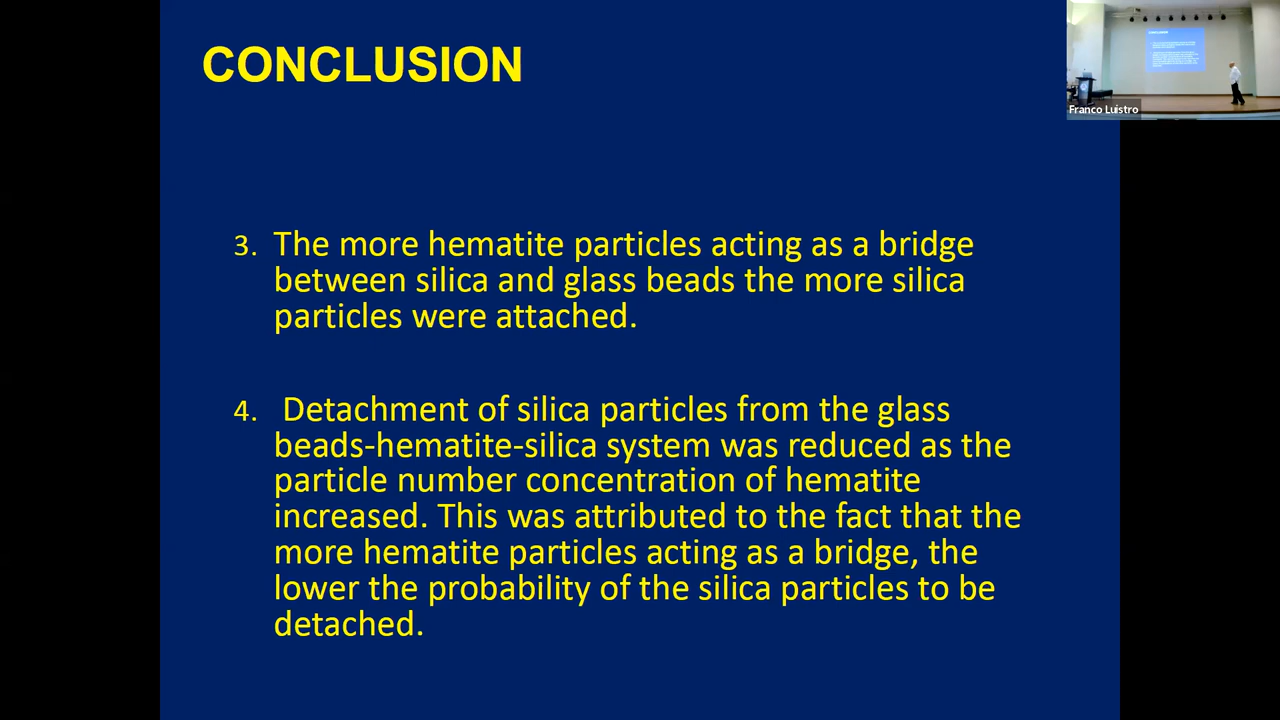 CONCLUSION
Franco Luistro
3. The more hematite particles acting as a bridge
between silica and glass beads the more silica
particles were attached.
4. Detachment of silica particles from the glass
beads-hematite-silica system was reduced as the
particle number concentration of hematite
increased. This was attributed to the fact that the
more hematite particles acting as a bridge, the
lower the probability of the silica particles to be
detached.